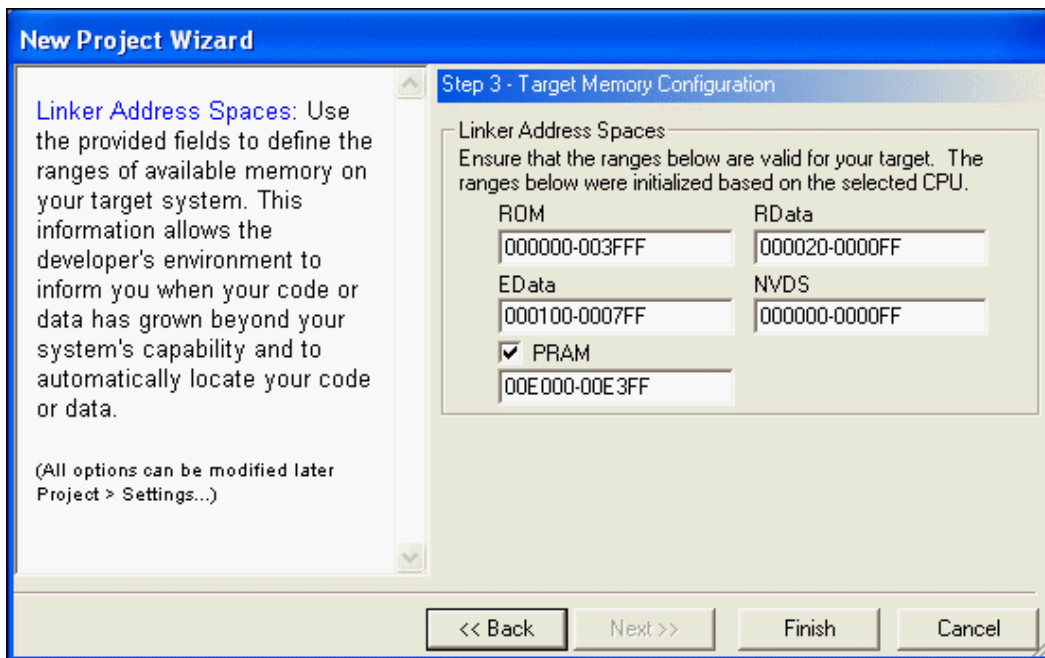 New Project Wizard
Linker Address Spaces: Use
the provided fields to define the
ranges of available memory on
your target system. This
information allows the
developer's environment to
inform you when your code or
data has grown beyond your
system's capability and to
automatically locate your code
or data.
(All options can be modified later
Project > Settings...)
Step 3 - Target Memory Configuration
Linker Address Spaces
Ensure that the ranges below are valid for your target. The
ranges below were initialized based on the selected CPU.
ROM
000000-003FFF
RData
000020-0000FF
EData
000100-0007FF
NVDS
000000-0000FF
PRAM
00E000-00E3FF
<< Back
Next >>
Finish
Cancel